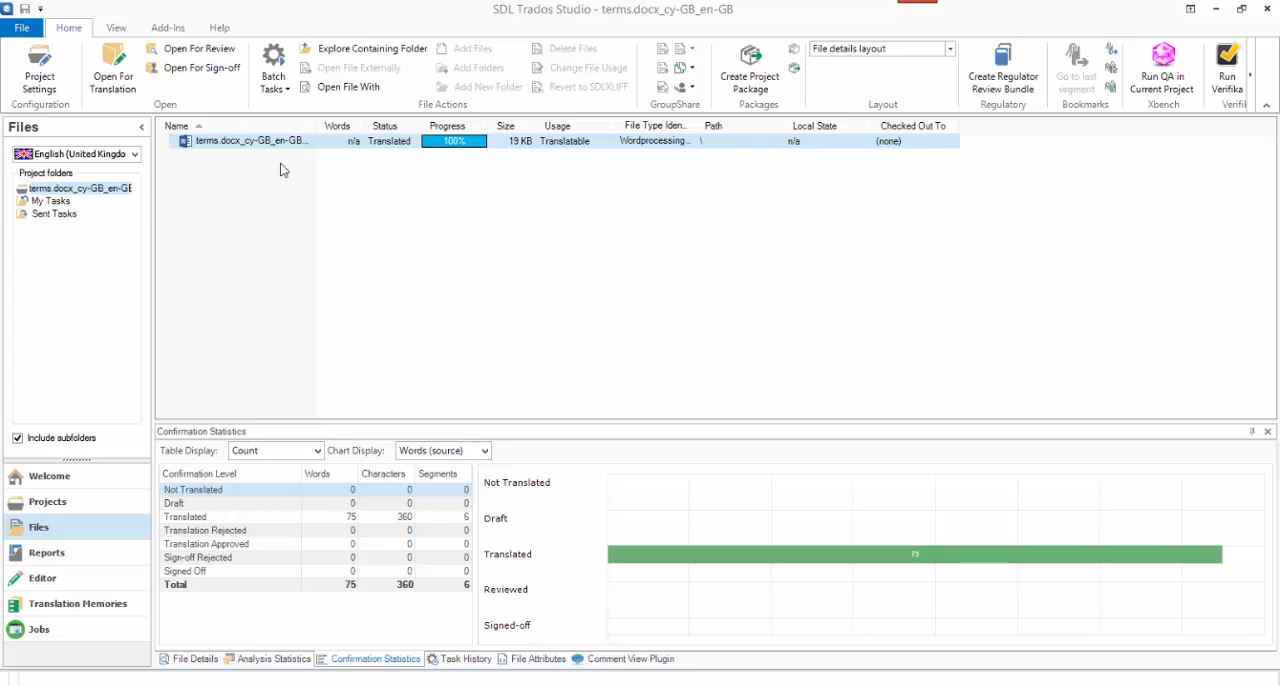 SDL Trados Studio - terms.docx_cy-GB_en-GB
File Home View Add-Ins Help
Project Settings
Configuration
Open For Translation
Open For Review
Open For Sign-off
Open
Batch Tasks
Explore Containing Folder
Open File Externally
Open File With
Add Files
Add Folders
Add New Folder
Delete Files
Change File Usage
Revert to SDLXLIFF
File Actions
GroupShare
Create Project Package
Packages
File details layout
Layout
Create Regulator Review Bundle
Regulatory
Go to last segment
Bookmarks
Run QA in Current Project
Xbench
Run Verifika
Verifik
Files
English (United Kingdo
Project folders
terms.docx_cy-GB_en-GB
My Tasks
Sent Tasks
Include subfolders
Welcome
Projects
Files
Reports
Editor
Translation Memories
Jobs
Name Words Status Progress Size Usage File Type Iden... Path Local State Checked Out To
terms.docx_cy-GB_en-GB... n/a Translated 100% 19 KB Translatable Wordprocessing... \ n/a (none)
Confirmation Statistics
Table Display: Count Chart Display: Words (source)
Confirmation Level Words Characters Segments
Not Translated 0 0 0
Draft 0 0 0
Translated 75 360 6
Translation Rejected 0 0 0
Translation Approved 0 0 0
Sign-off Rejected 0 0 0
Signed Off 0 0 0
Total 75 360 6
Not Translated
Draft
Translated 75
Reviewed
Signed-off
File Details Analysis Statistics Confirmation Statistics Task History File Attributes Comment View Plugin